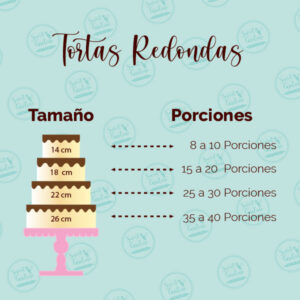 Tortas Redondas
Tamaño Porciones
14 cm 8 a 10 Porciones
18 cm 15 a 20 Porciones
22 cm 25 a 30 Porciones
26 cm 35 a 40 Porciones